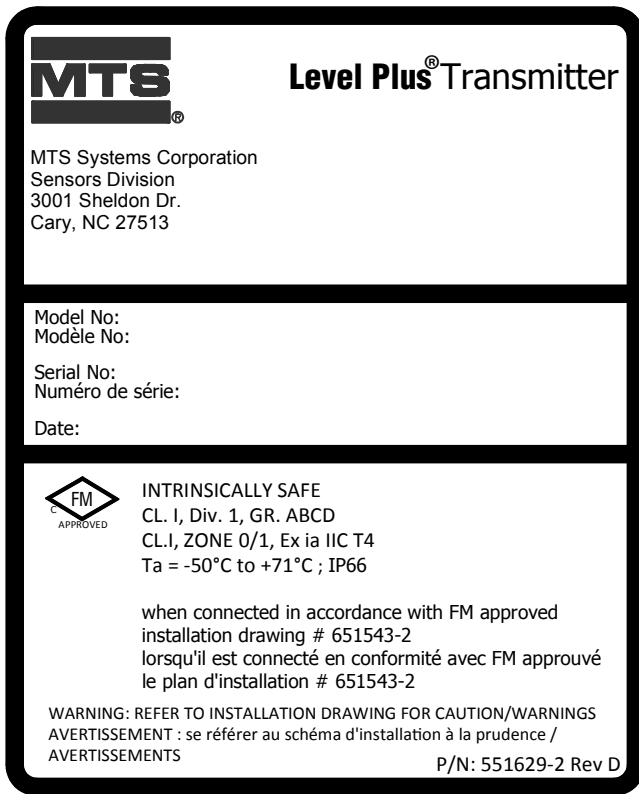 MTS
®
Level Plus® Transmitter
MTS Systems Corporation
Sensors Division
3001 Sheldon Dr.
Cary, NC 27513
Model No:
Modèle No:
Serial No:
Numéro de série:
Date:
FM
C
APPROVED
INTRINSICALLY SAFE
CL. I, Div. 1, GR. ABCD
CL.I, ZONE 0/1, Ex ia IIC T4
Ta = -50°C to +71°C ; IP66
when connected in accordance with FM approved
installation drawing # 651543-2
lorsqu'il est connecté en conformité avec FM approuvé
le plan d'installation # 651543-2
WARNING: REFER TO INSTALLATION DRAWING FOR CAUTION/WARNINGS
AVERTISSEMENT : se référer au schéma d'installation à la prudence /
AVERTISSEMENTS
P/N: 551629-2 Rev D